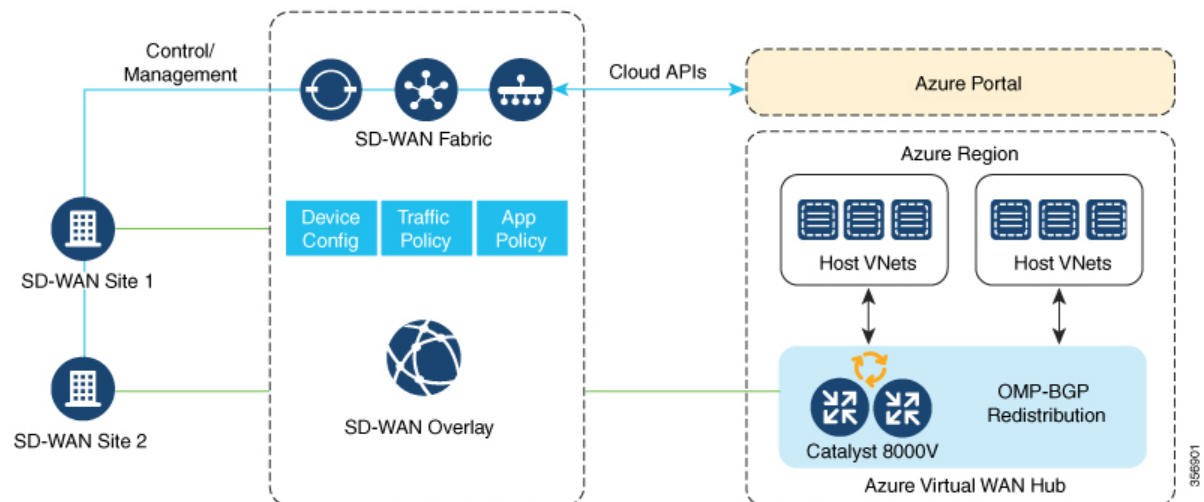 Control/
Management
SD-WAN Fabric
Cloud APIs
Azure Portal
Device
Config
Traffic
Policy
App
Policy
SD-WAN Site 1
SD-WAN Site 2
SD-WAN Overlay
Azure Region
Host VNets
Host VNets
Catalyst 8000V
OMP-BGP
Redistribution
Azure Virtual WAN Hub
356901